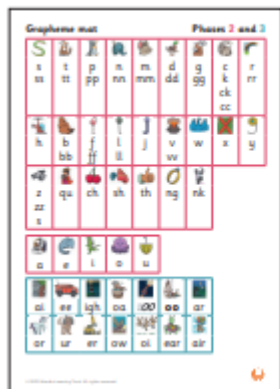 Grapheme mat Phases 2 and 3
s t p n m d g c r
ss tt pp nn mm dd gg k rr
ck
cc
h b f l j v w x y
bb ff ll vv
z qu ch sh th ng nk
zz
s
a e i o u
ai ee igh oa oo oo ar
or ur er ow oi ear air